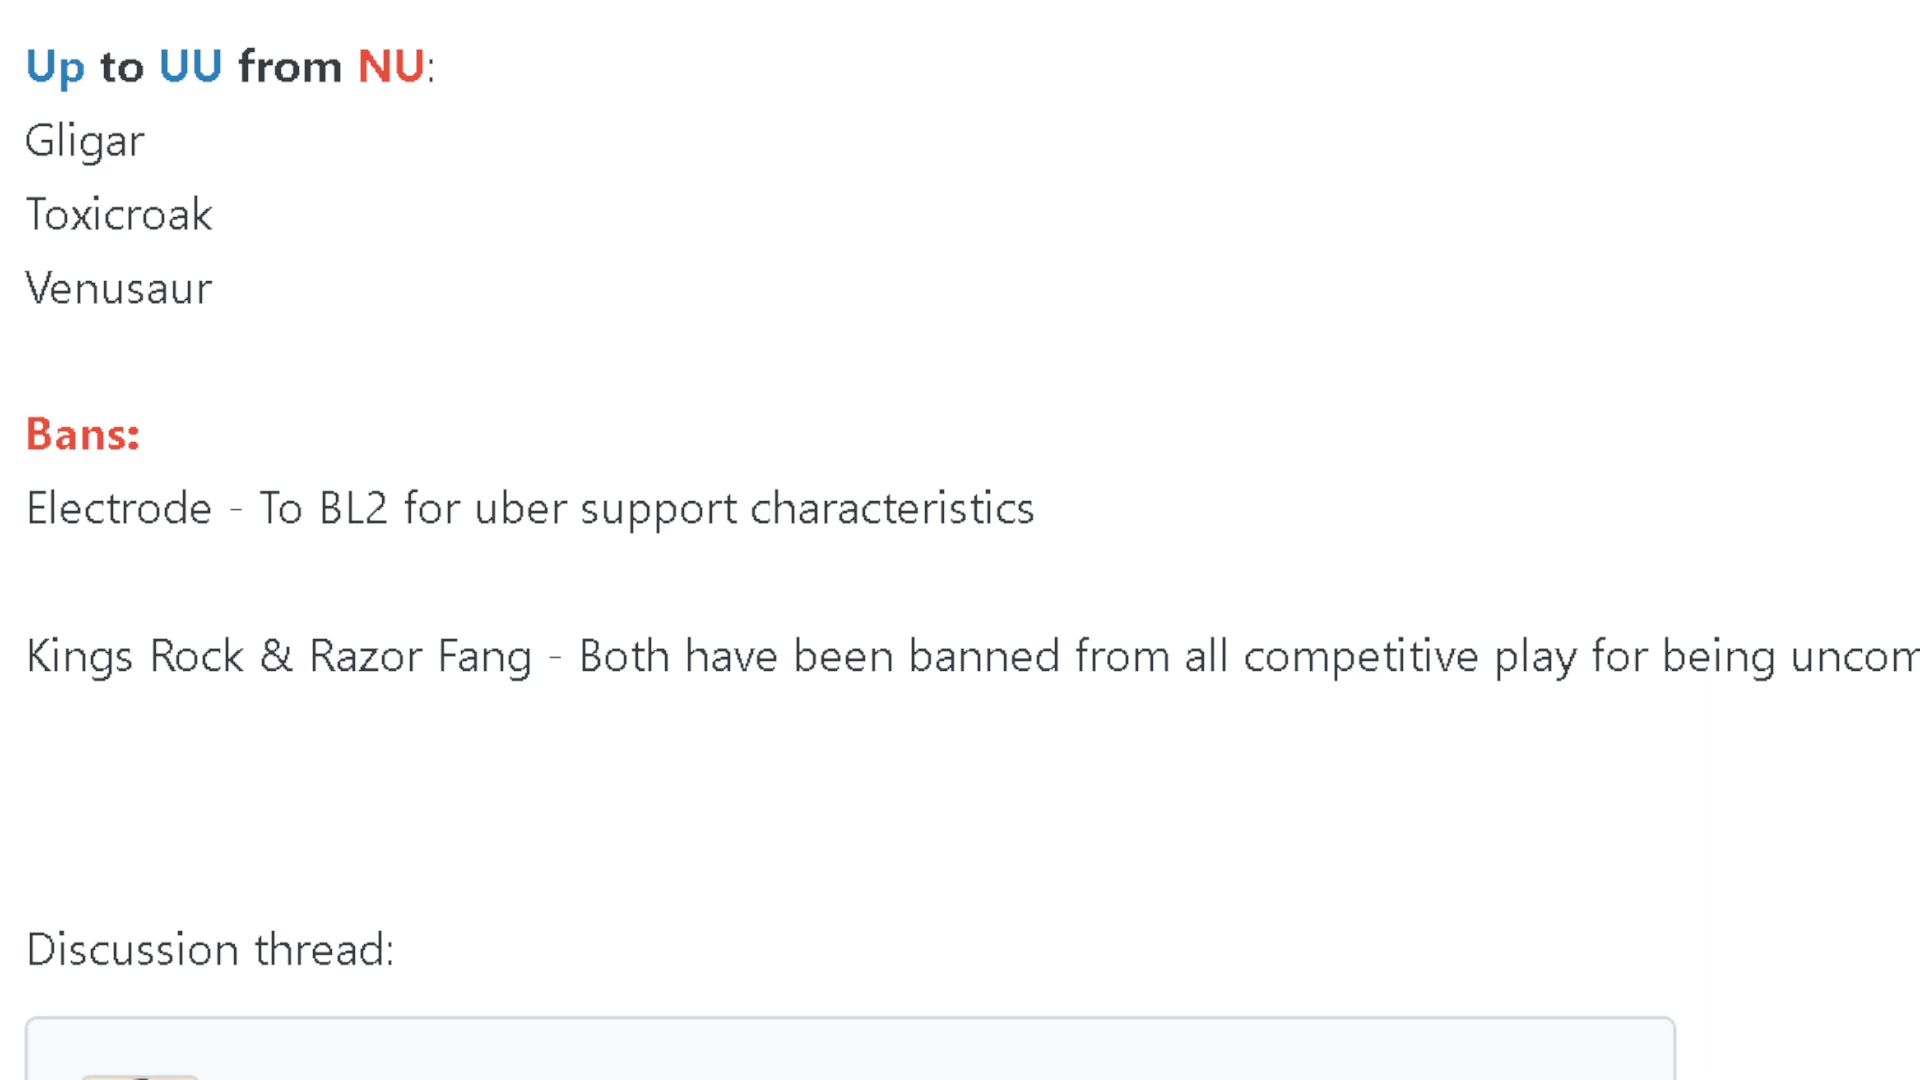 Up to UU from NU:
Gligar
Toxicroak
Venusaur
Bans:
Electrode - To BL2 for uber support characteristics
Kings Rock & Razor Fang - Both have been banned from all competitive play for being uncom
Discussion thread: